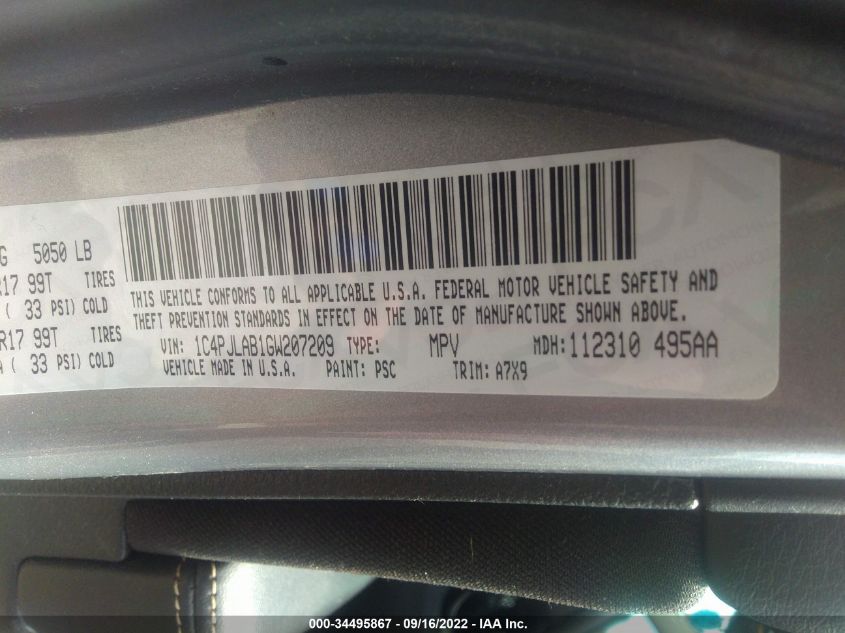 G 5050 LB
R17 99T TIRES
( 33 PSI) COLD
R17 99T TIRES
( 33 PSI) COLD
THIS VEHICLE CONFORMS TO ALL APPLICABLE U.S.A. FEDERAL MOTOR VEHICLE SAFETY AND
THEFT PREVENTION STANDARDS IN EFFECT ON THE DATE OF MANUFACTURE SHOWN ABOVE.
VIN: 1C4PJLAB1GW207209 TYPE: MPV MDH: 112310 495AA
VEHICLE MADE IN U.S.A. PAINT: PSC TRIM: A7X9
000-34495867 - 09/16/2022 - IAA Inc.